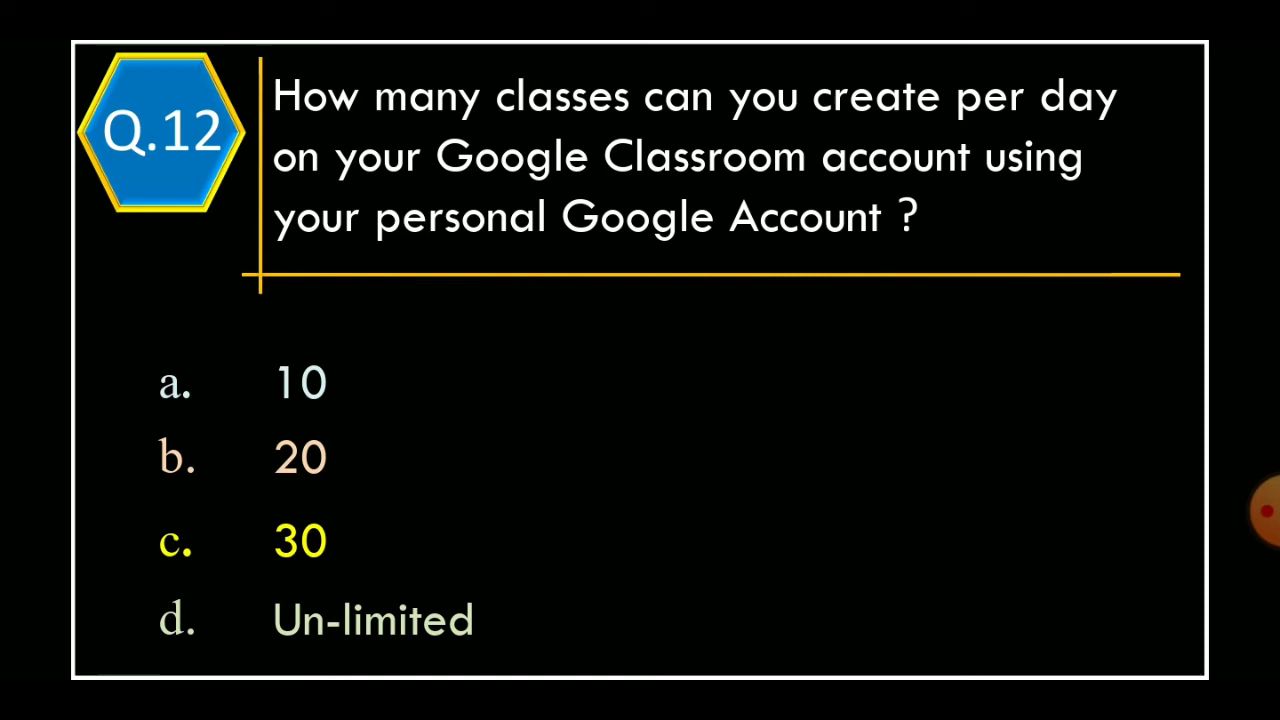 Q.12
How many classes can you create per day
on your Google Classroom account using
your personal Google Account ?
a. 10
b. 20
c. 30
d. Un-limited